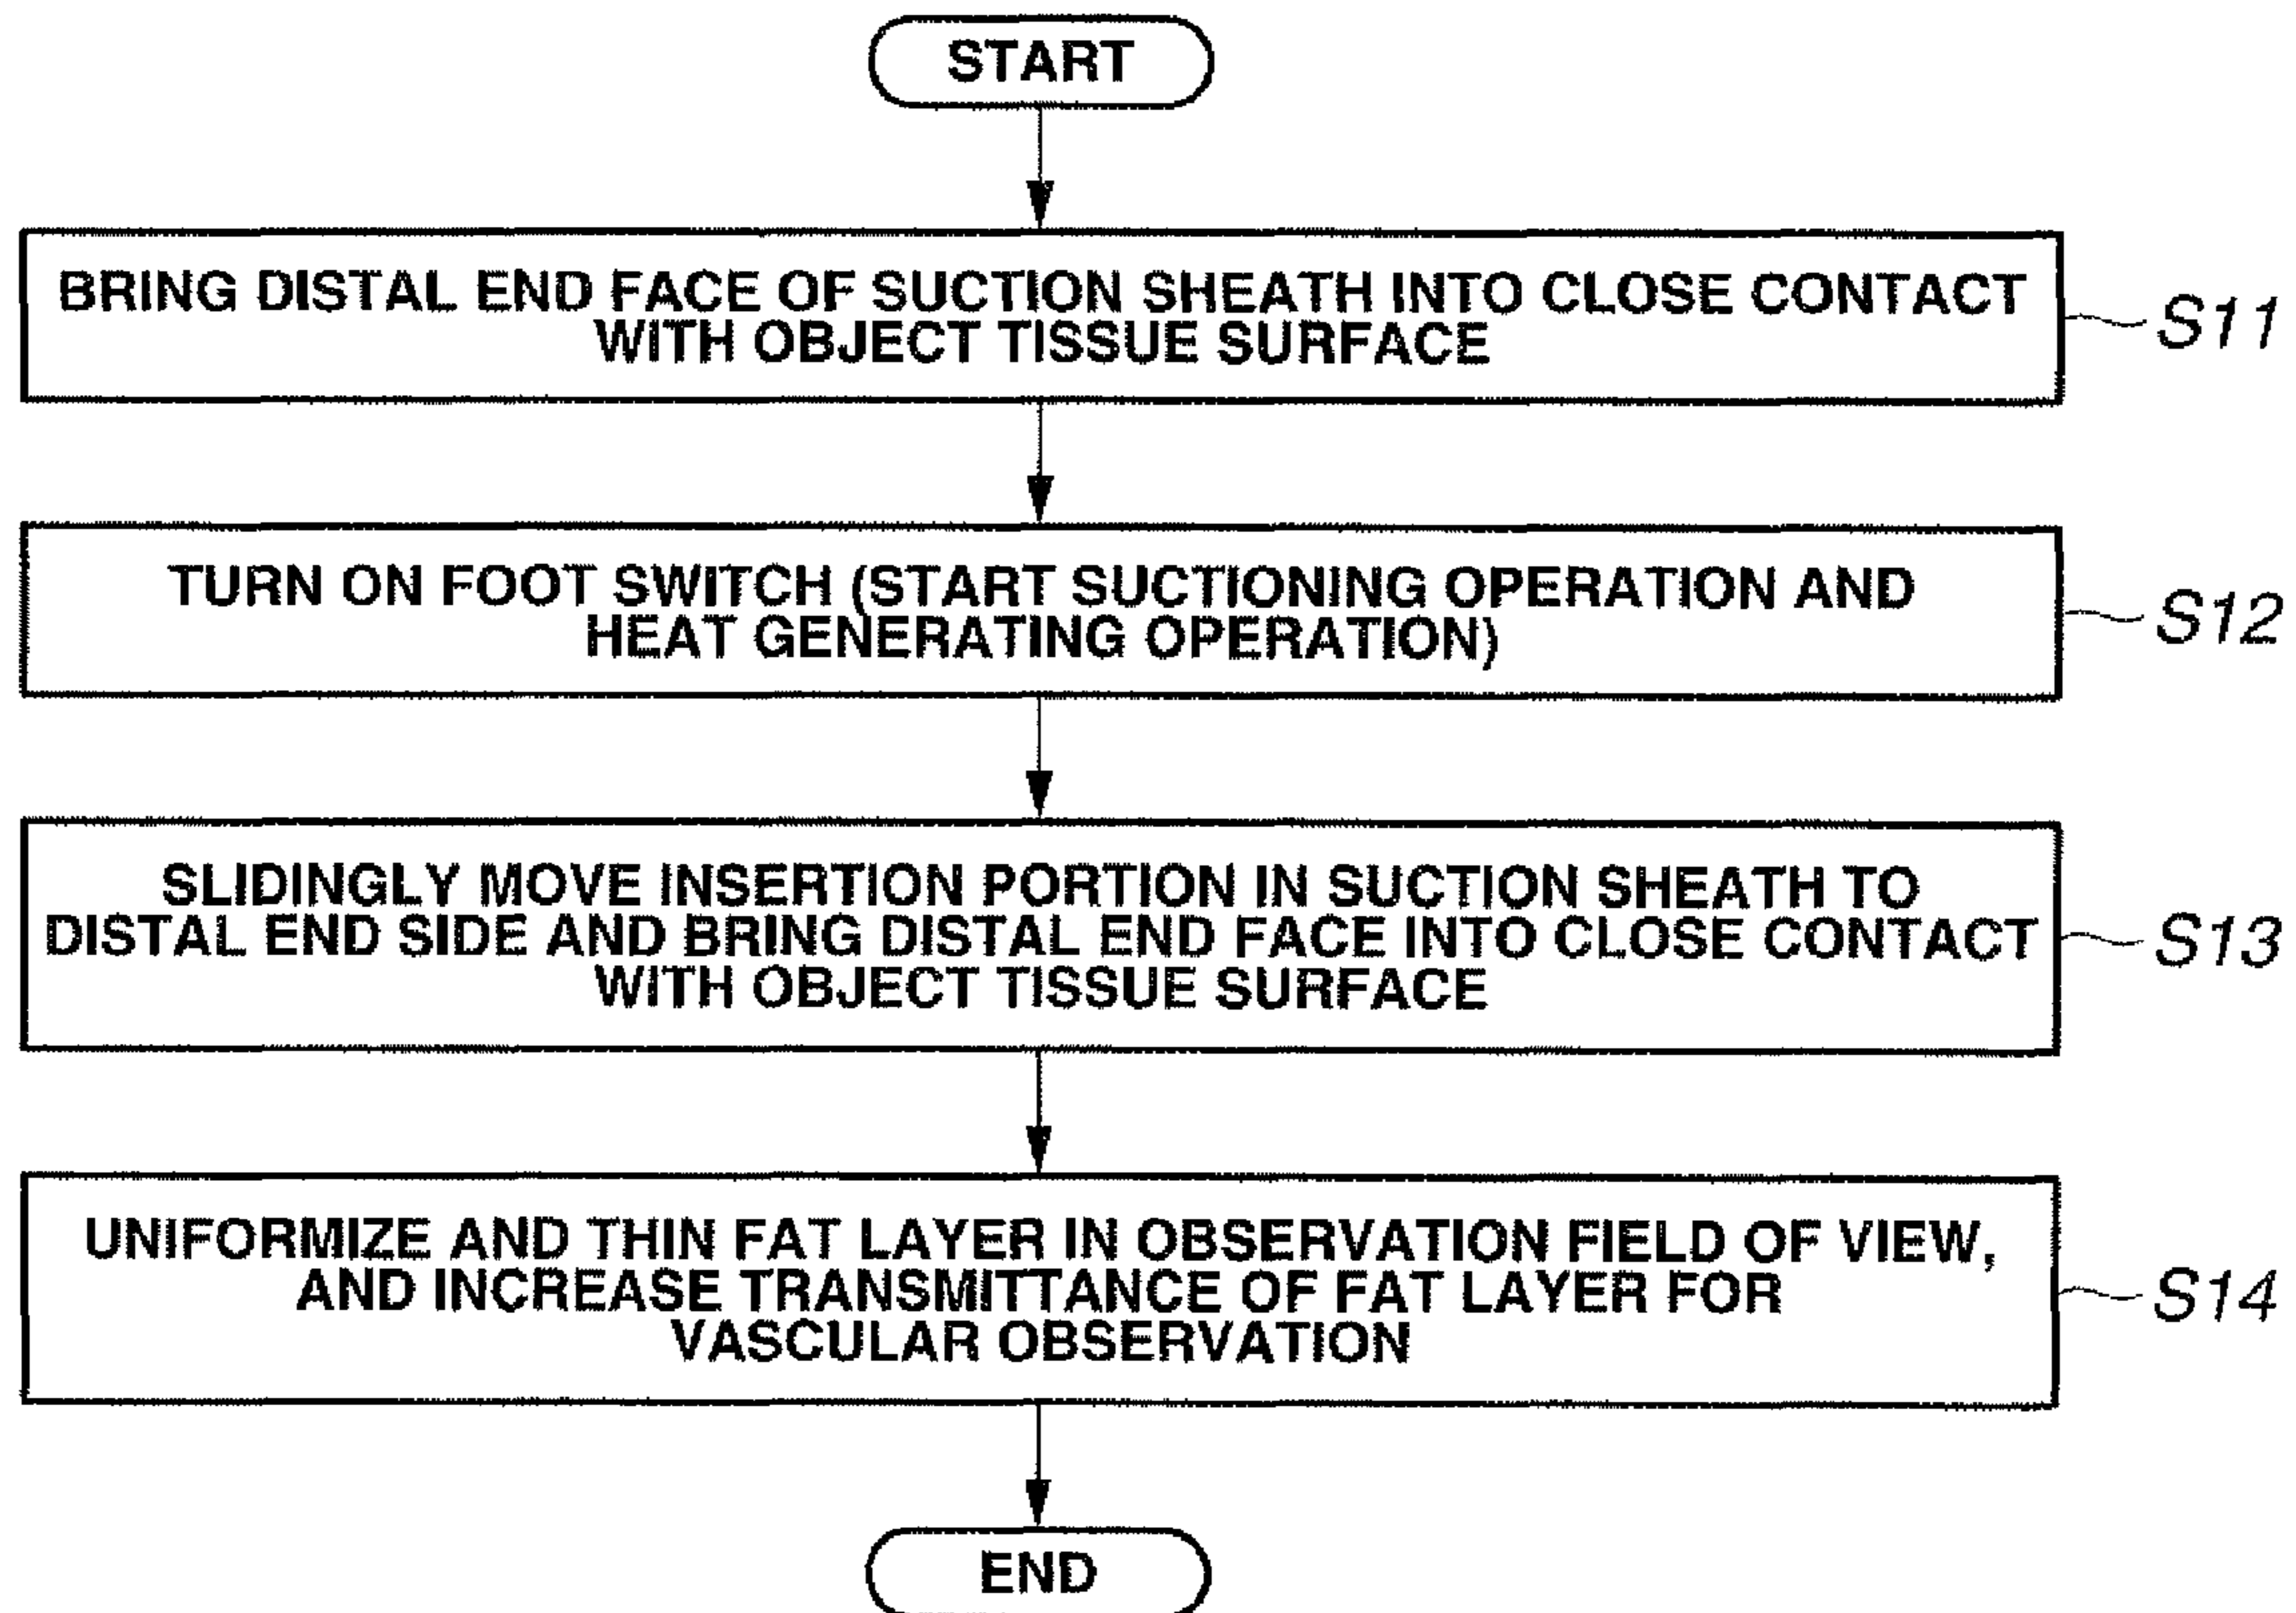 START
BRING DISTAL END FACE OF SUCTION SHEATH INTO CLOSE CONTACT
WITH OBJECT TISSUE SURFACE
S11
TURN ON FOOT SWITCH (START SUCTIONING OPERATION AND
HEAT GENERATING OPERATION)
S12
SLIDINGLY MOVE INSERTION PORTION IN SUCTION SHEATH TO
DISTAL END SIDE AND BRING DISTAL END FACE INTO CLOSE CONTACT
WITH OBJECT TISSUE SURFACE
S13
UNIFORMIZE AND THIN FAT LAYER IN OBSERVATION FIELD OF VIEW,
AND INCREASE TRANSMITTANCE OF FAT LAYER FOR
VASCULAR OBSERVATION
S14
END